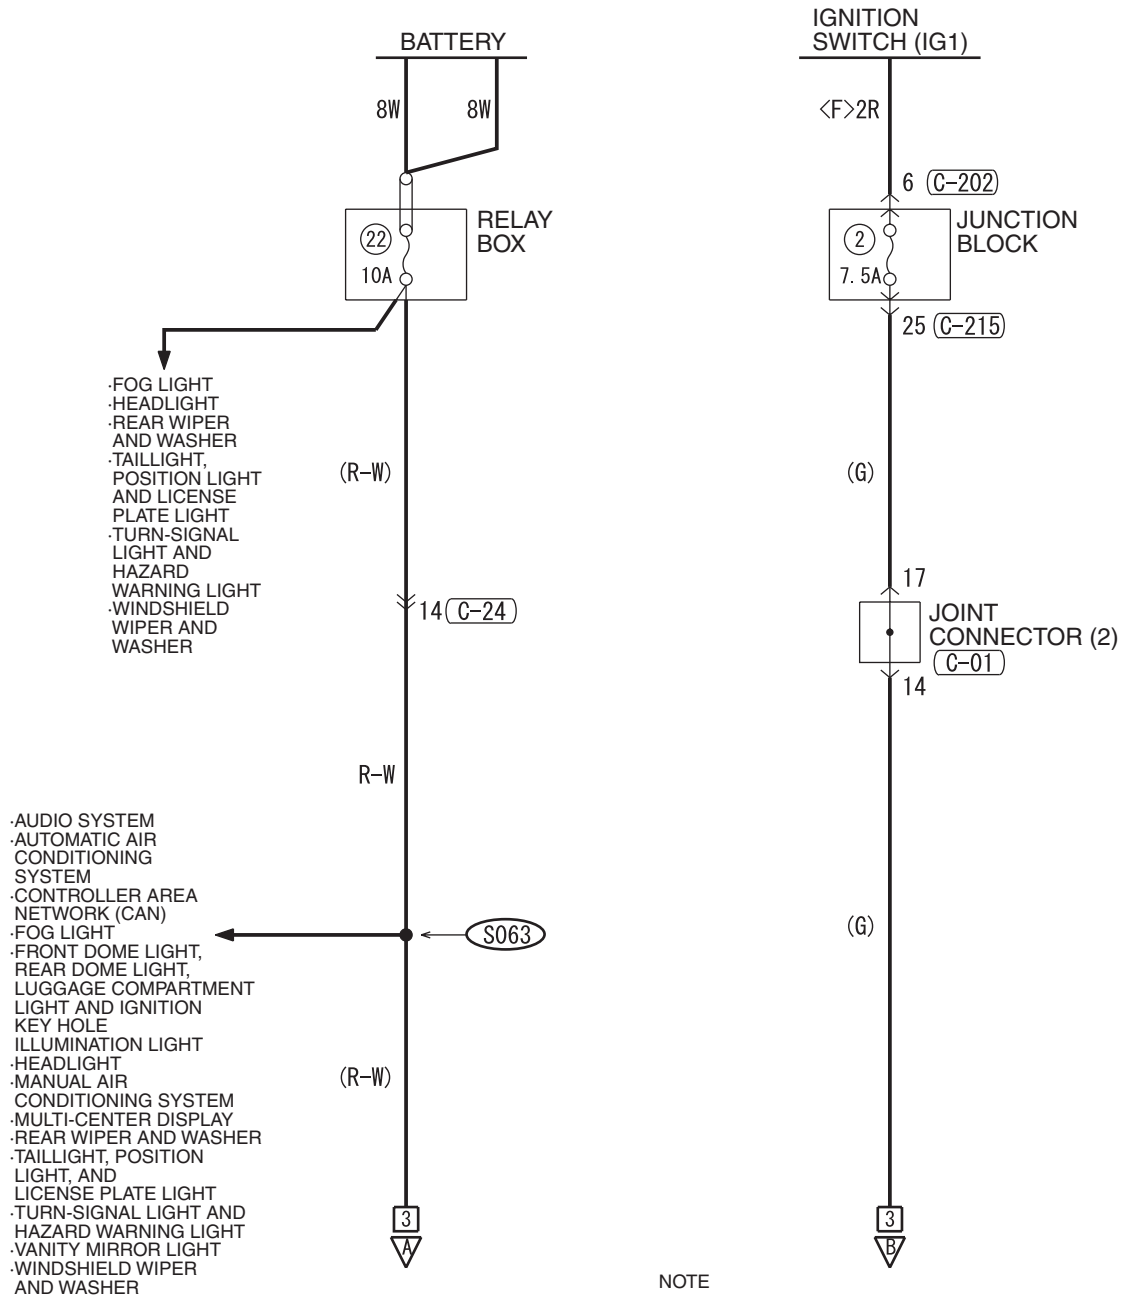 BATTERY
IGNITION
SWITCH (IG1)
8W
8W
<F>2R
6 C-202
RELAY
BOX
22
10A
JUNCTION
BLOCK
2
7.5A
25 C-215
·FOG LIGHT
·HEADLIGHT
·REAR WIPER
AND WASHER
·TAILLIGHT,
POSITION LIGHT
AND LICENSE
PLATE LIGHT
·TURN-SIGNAL
LIGHT AND
HAZARD
WARNING LIGHT
·WINDSHIELD
WIPER AND
WASHER
(R-W)
(G)
14 C-24
17
JOINT
CONNECTOR (2)
C-01
14
R-W
·AUDIO SYSTEM
·AUTOMATIC AIR
CONDITIONING
SYSTEM
·CONTROLLER AREA
NETWORK (CAN)
·FOG LIGHT
·FRONT DOME LIGHT,
REAR DOME LIGHT,
LUGGAGE COMPARTMENT
LIGHT AND IGNITION
KEY HOLE
ILLUMINATION LIGHT
·HEADLIGHT
·MANUAL AIR
CONDITIONING SYSTEM
·MULTI-CENTER DISPLAY
·REAR WIPER AND WASHER
·TAILLIGHT, POSITION
LIGHT, AND
LICENSE PLATE LIGHT
·TURN-SIGNAL LIGHT AND
HAZARD WARNING LIGHT
·VANITY MIRROR LIGHT
·WINDSHIELD WIPER
AND WASHER
S063
(G)
(R-W)
3
A
3
B
NOTE